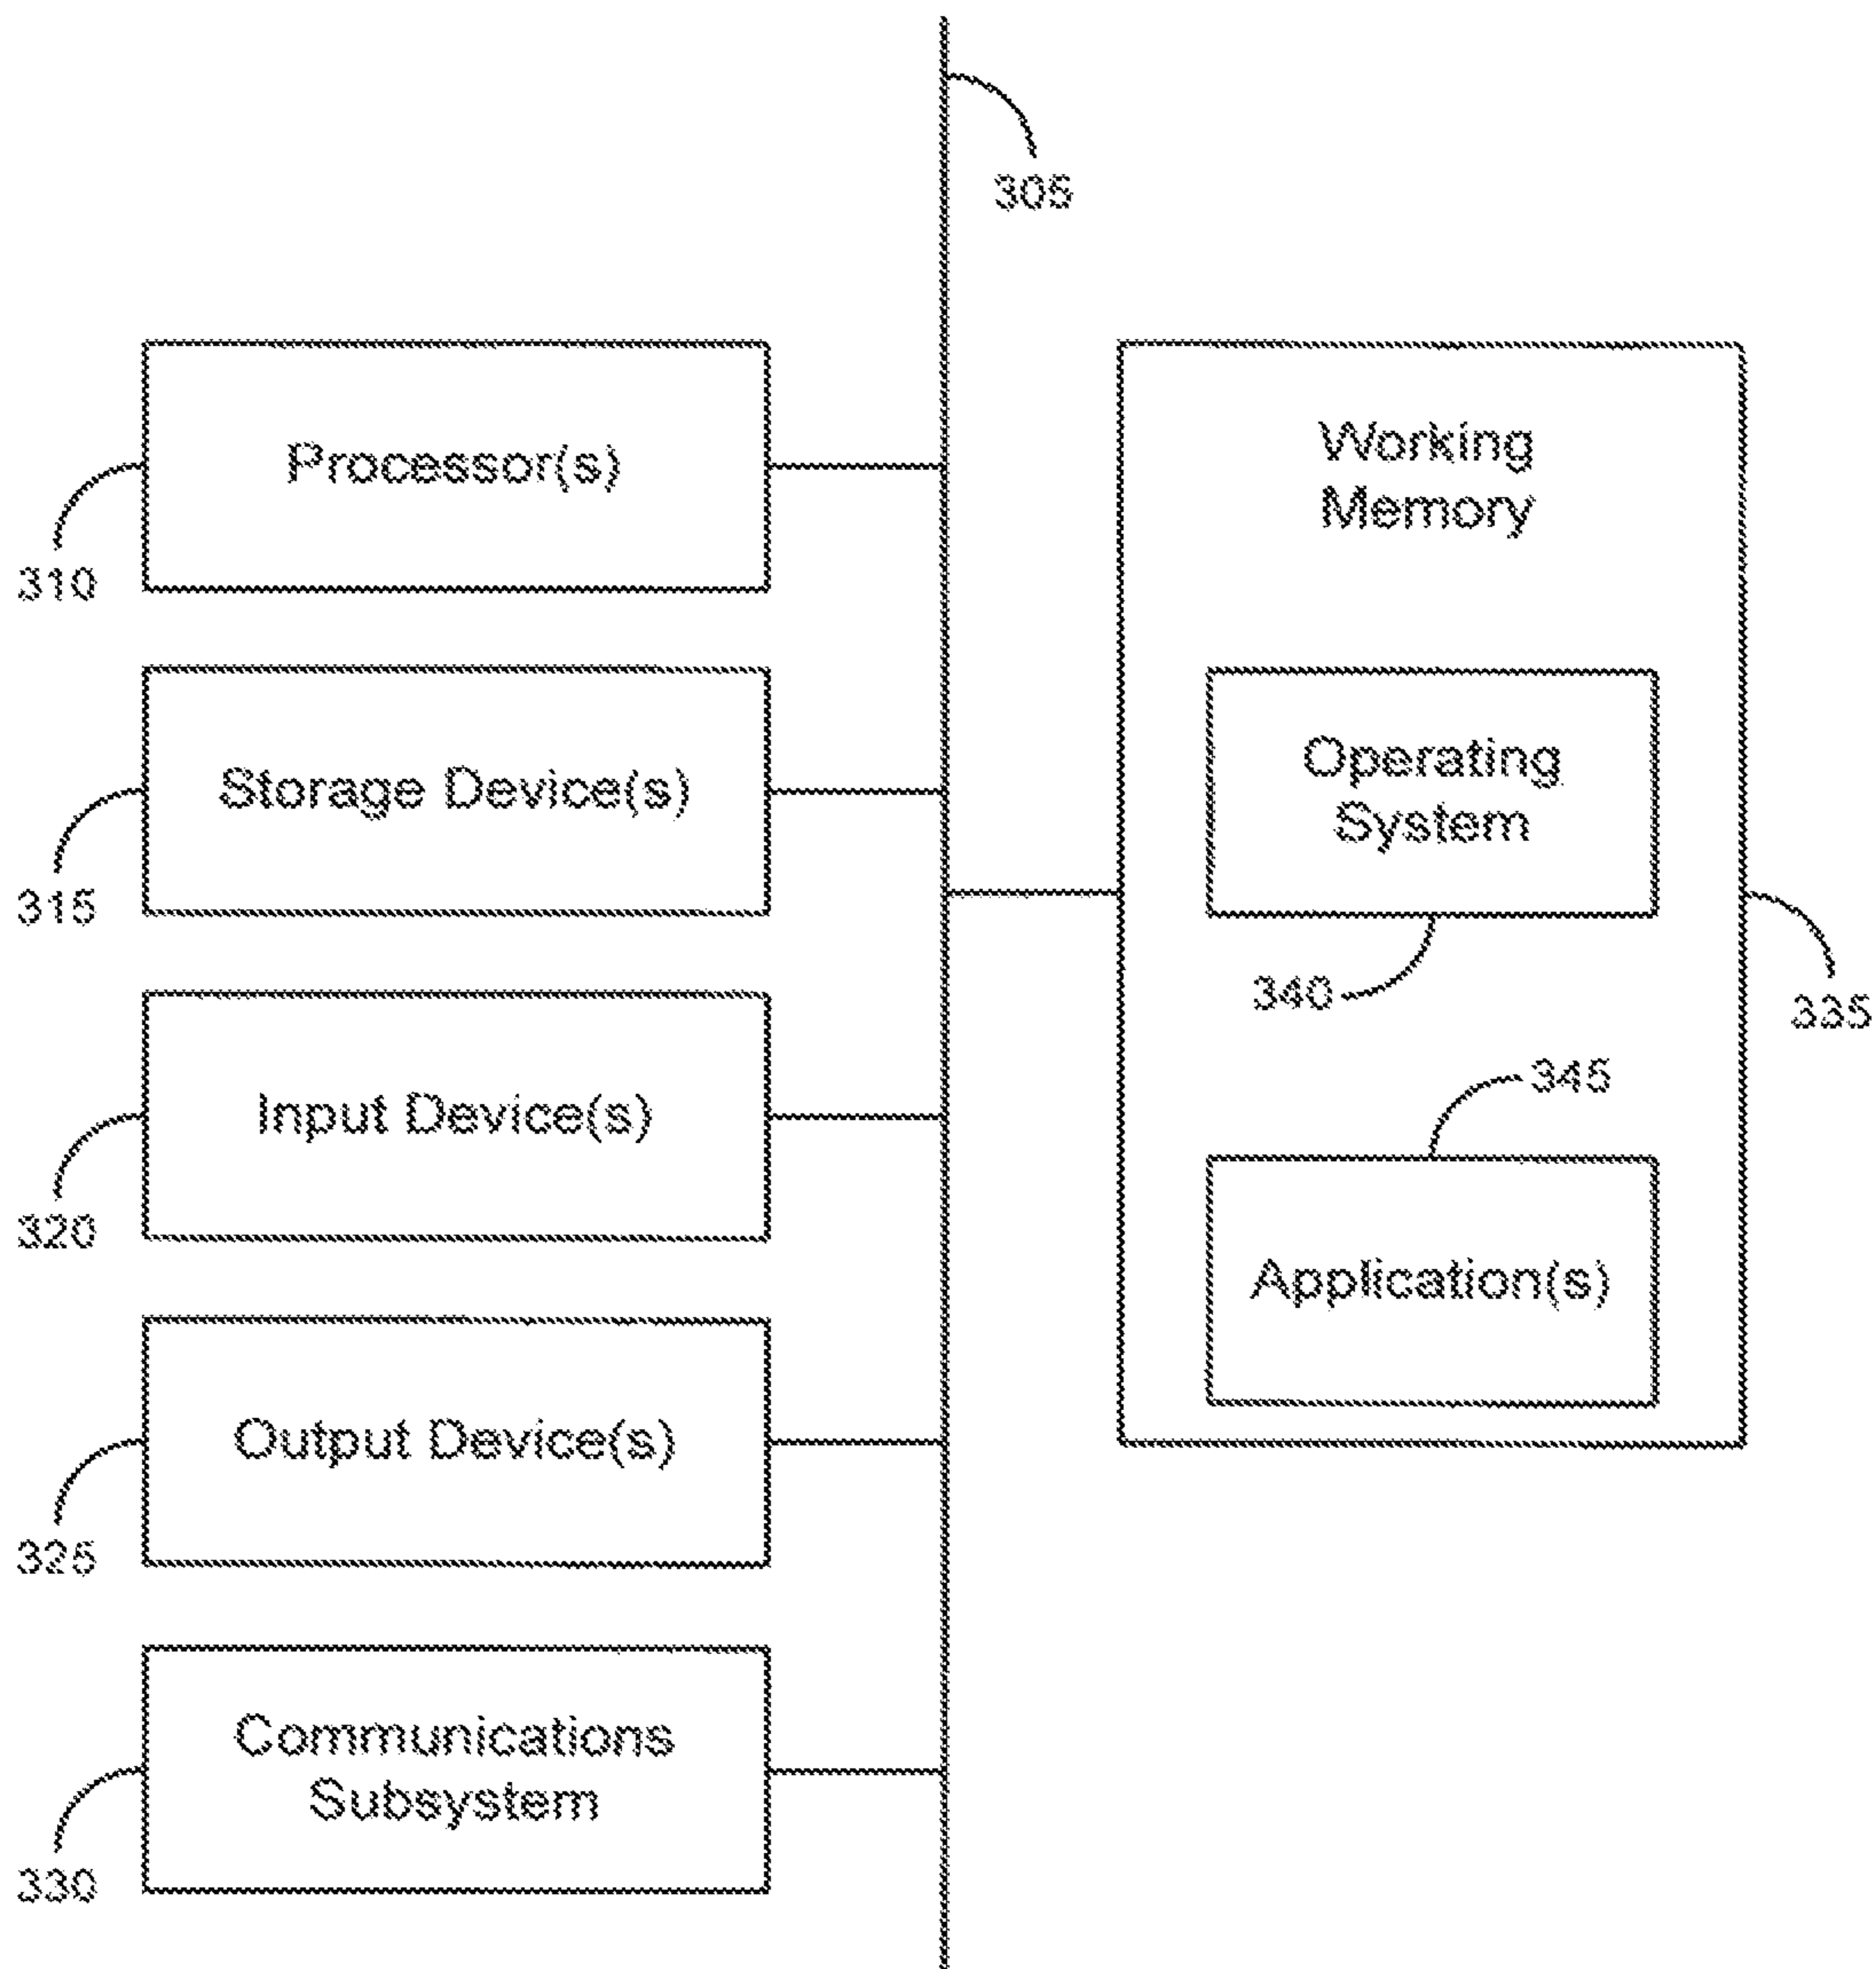 305
Processor(s)
310
Storage Device(s)
315
Input Device(s)
320
Output Device(s)
325
Communications
Subsystem
330
Working
Memory
Operating
System
340
335
345
Application(s)